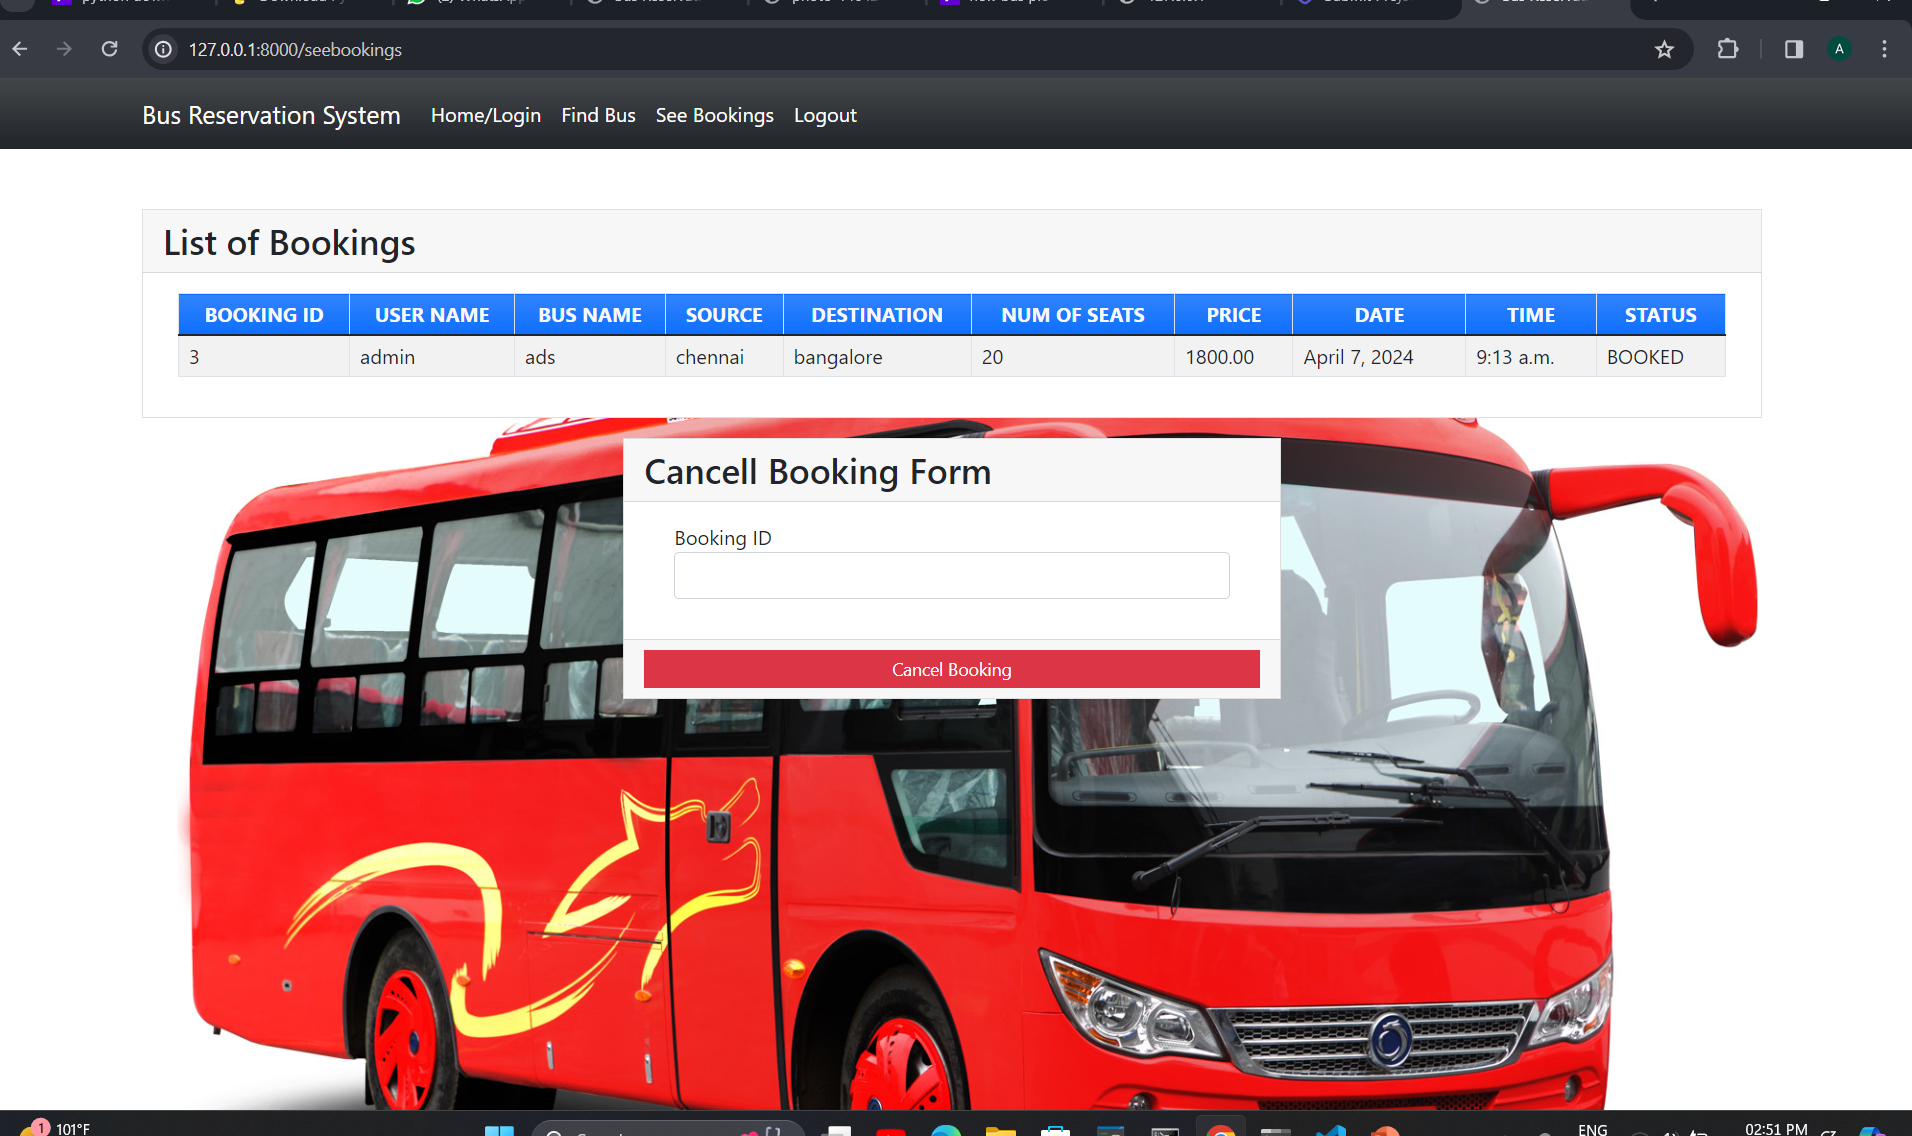 127.0.0.1:8000/seebookings
A
Bus Reservation System Home/Login Find Bus See Bookings Logout
List of Bookings
BOOKING ID USER NAME BUS NAME SOURCE DESTINATION NUM OF SEATS PRICE DATE TIME STATUS
3 admin ads chennai bangalore 20 1800.00 April 7, 2024 9:13 a.m. BOOKED
Cancell Booking Form
Booking ID
Cancel Booking
1 101°F
ENG
02:51 PM